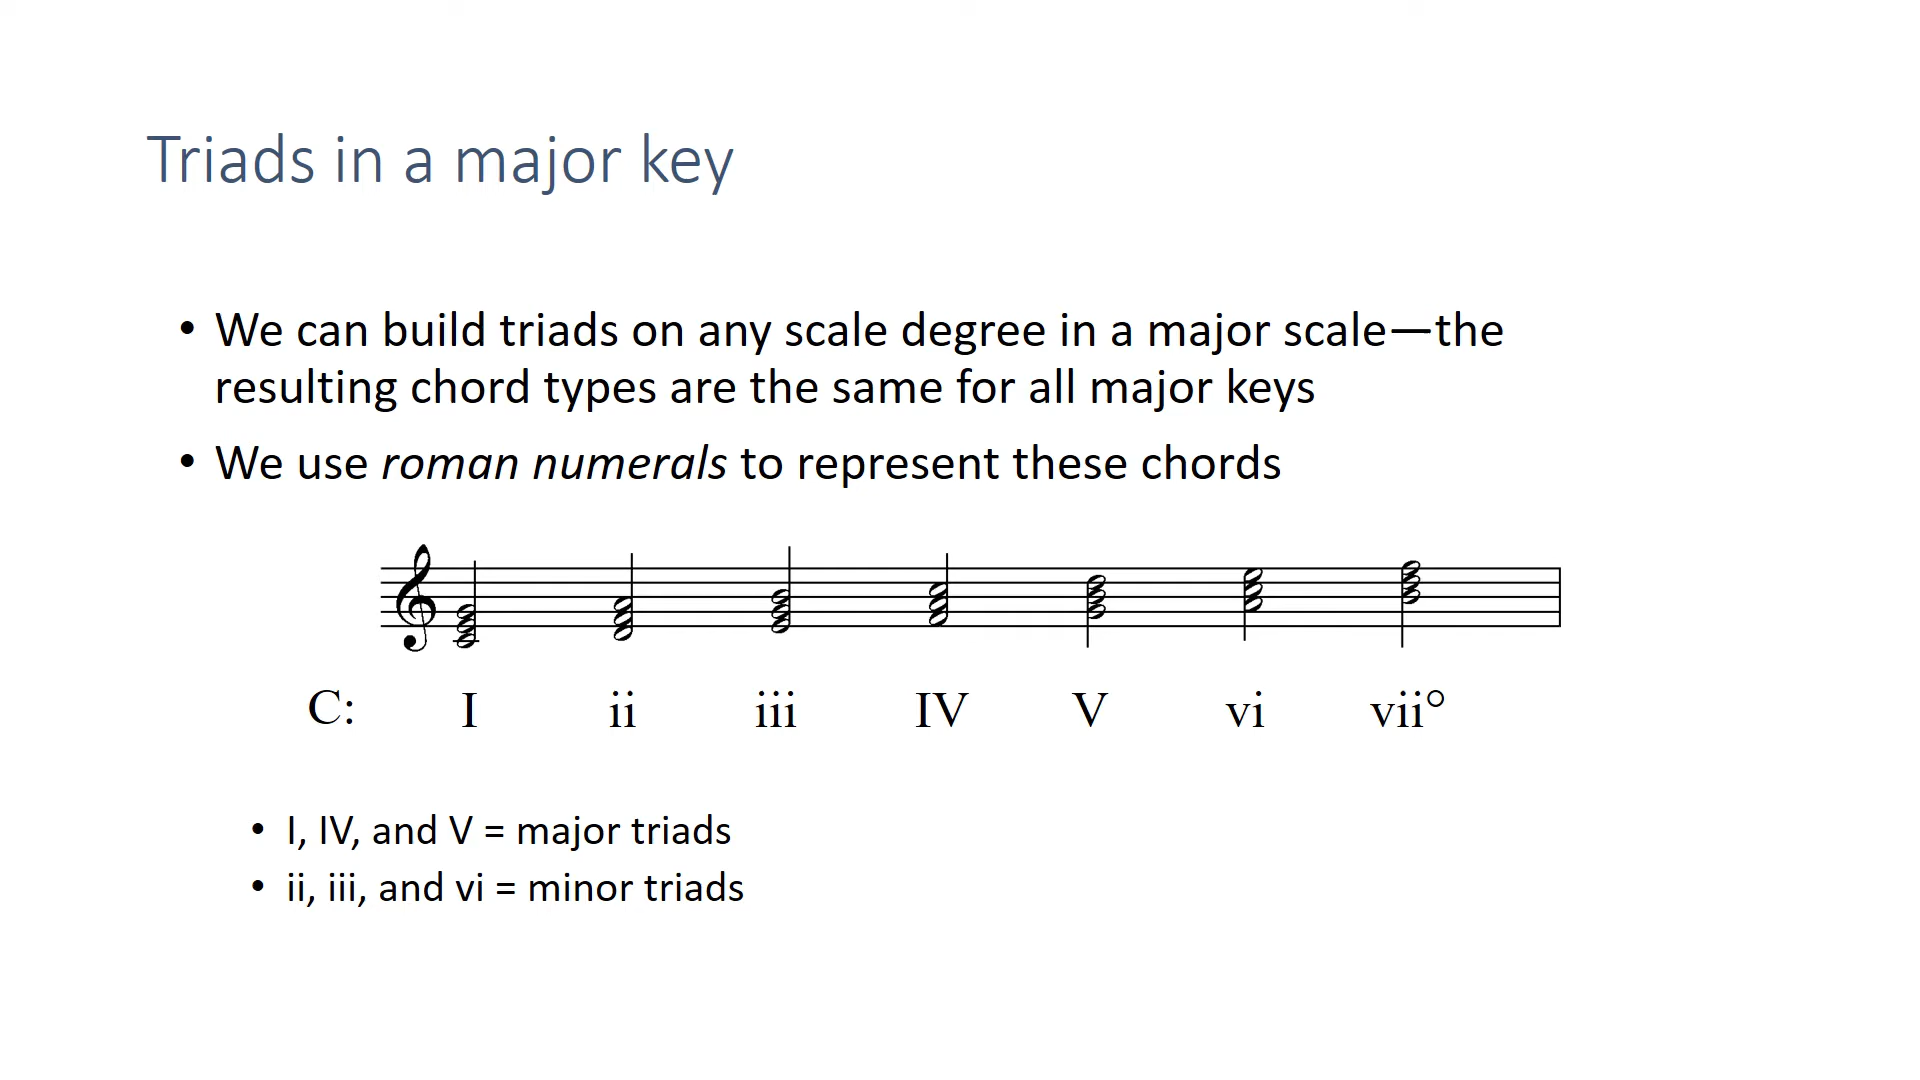 Triads in a major key
• We can build triads on any scale degree in a major scale—the
resulting chord types are the same for all major keys
• We use roman numerals to represent these chords
C: I ii iii IV V vi vii°
• I, IV, and V = major triads
• ii, iii, and vi = minor triads